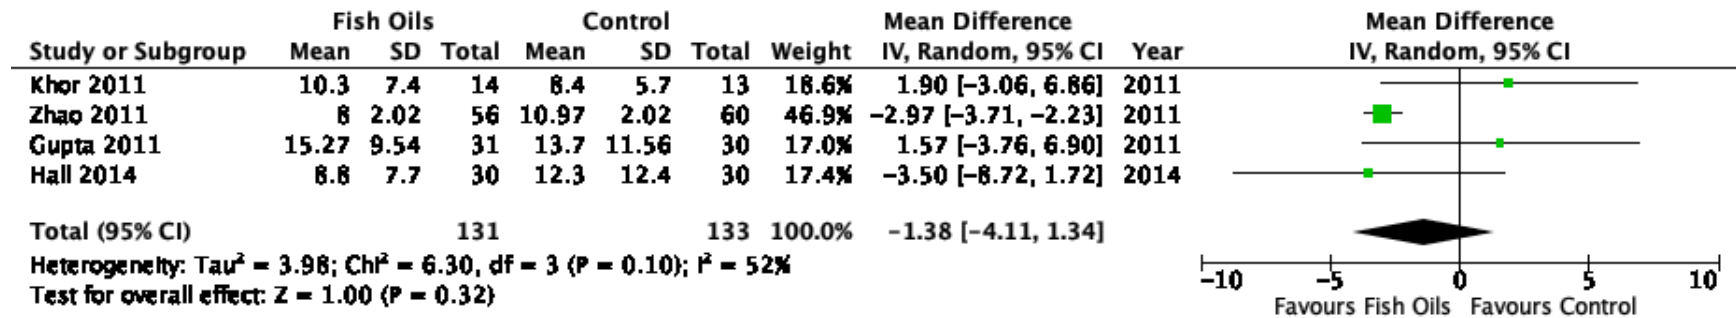 Fish Oils Control Mean Difference Mean Difference
Study or Subgroup Mean SD Total Mean SD Total Weight IV, Random, 95% CI Year IV, Random, 95% CI
Khor 2011 10.3 7.4 14 8.4 5.7 13 18.6% 1.90 [−3.06, 6.86] 2011
Zhao 2011 8 2.02 56 10.97 2.02 60 46.9% −2.97 [−3.71, −2.23] 2011
Gupta 2011 15.27 9.54 31 13.7 11.56 30 17.0% 1.57 [−3.76, 6.90] 2011
Hall 2014 8.8 7.7 30 12.3 12.4 30 17.4% −3.50 [−8.72, 1.72] 2014
Total (95% CI) 131 133 100.0% −1.38 [−4.11, 1.34]
Heterogeneity: Tau² = 3.98; Chi² = 6.30, df = 3 (P = 0.10); I² = 52%
Test for overall effect: Z = 1.00 (P = 0.32)
−10 −5 0 5 10
Favours Fish Oils Favours Control